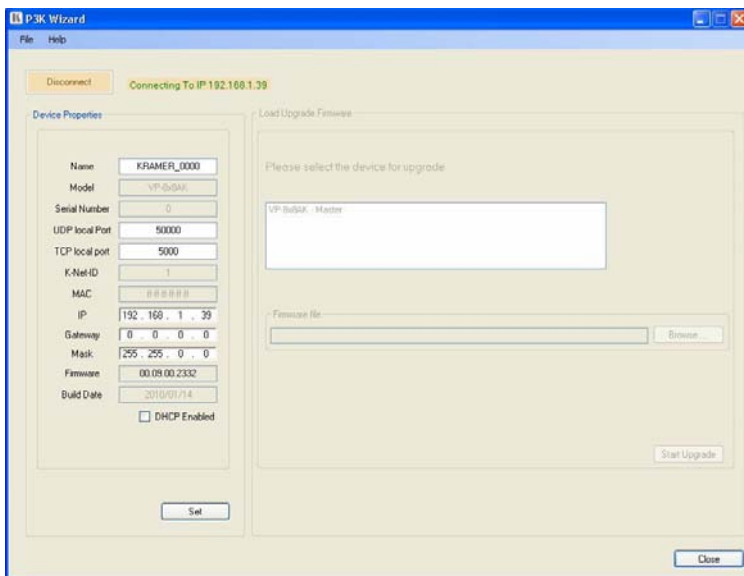 P3K Wizard
File Help
Disconnect Connecting To IP 192.168.1.39
Device Properties
Name KRAMER_0000
Model VP-8x8AK
Serial Number 0
UDP local Port 50000
TCP local port 5000
K-Net-ID 1
MAC
IP 192 . 168 . 1 . 39
Gateway 0 . 0 . 0 . 0
Mask 255 . 255 . 0 . 0
Firmware 00.09.00.2332
Build Date 2010/01/14
DHCP Enabled
Set
Load Upgrade Firmware
Please select the device for upgrade
VP-8x8AK - Master
Firmware file
Browse...
Start Upgrade
Close